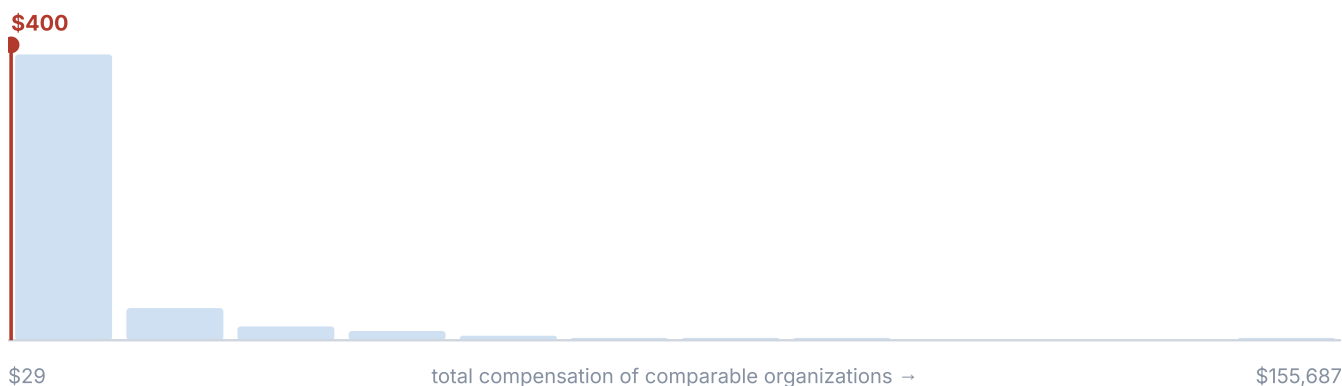 $400
$29 total compensation of comparable organizations → $155,687